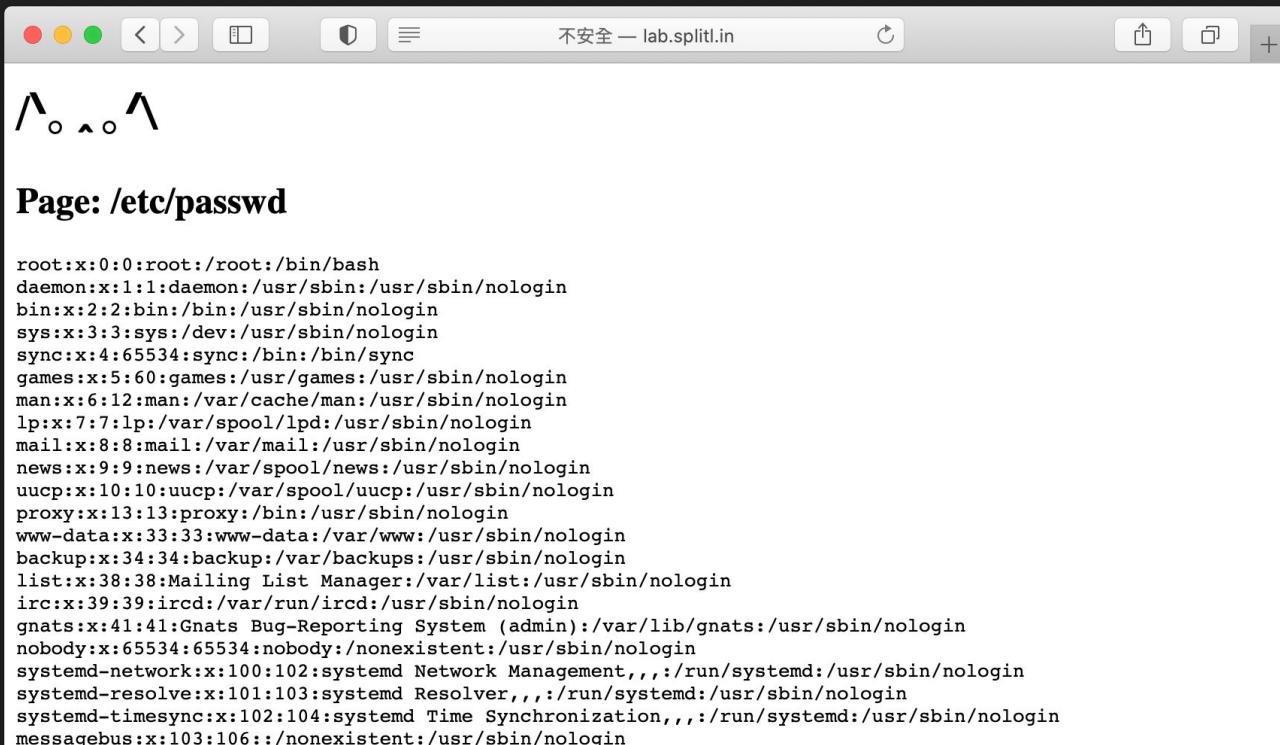 不安全 — lab.splitl.in
/\。‸。/\
Page: /etc/passwd
root:x:0:0:root:/root:/bin/bash
daemon:x:1:1:daemon:/usr/sbin:/usr/sbin/nologin
bin:x:2:2:bin:/bin:/usr/sbin/nologin
sys:x:3:3:sys:/dev:/usr/sbin/nologin
sync:x:4:65534:sync:/bin:/bin/sync
games:x:5:60:games:/usr/games:/usr/sbin/nologin
man:x:6:12:man:/var/cache/man:/usr/sbin/nologin
lp:x:7:7:lp:/var/spool/lpd:/usr/sbin/nologin
mail:x:8:8:mail:/var/mail:/usr/sbin/nologin
news:x:9:9:news:/var/spool/news:/usr/sbin/nologin
uucp:x:10:10:uucp:/var/spool/uucp:/usr/sbin/nologin
proxy:x:13:13:proxy:/bin:/usr/sbin/nologin
www-data:x:33:33:www-data:/var/www:/usr/sbin/nologin
backup:x:34:34:backup:/var/backups:/usr/sbin/nologin
list:x:38:38:Mailing List Manager:/var/list:/usr/sbin/nologin
irc:x:39:39:ircd:/var/run/ircd:/usr/sbin/nologin
gnats:x:41:41:Gnats Bug-Reporting System (admin):/var/lib/gnats:/usr/sbin/nologin
nobody:x:65534:65534:nobody:/nonexistent:/usr/sbin/nologin
systemd-network:x:100:102:systemd Network Management,,,:/run/systemd:/usr/sbin/nologin
systemd-resolve:x:101:103:systemd Resolver,,,:/run/systemd:/usr/sbin/nologin
systemd-timesync:x:102:104:systemd Time Synchronization,,,:/run/systemd:/usr/sbin/nologin
messagebus:x:103:106::/nonexistent:/usr/sbin/nologin